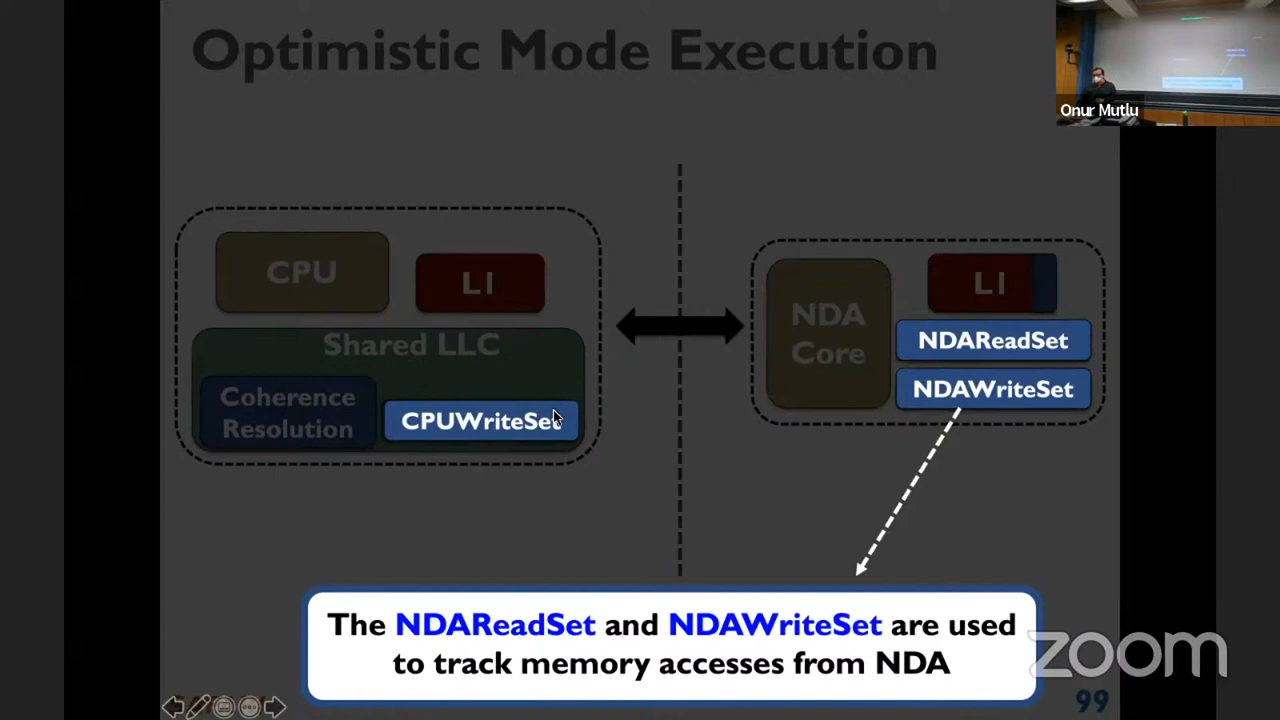 Optimistic Mode Execution
Onur Mutlu
CPU
L1
Shared LLC
Coherence
Resolution
CPUWriteSet
NDA
Core
L1
NDAReadSet
NDAWriteSet
The NDAReadSet and NDAWriteSet are used
to track memory accesses from NDA
zoom
99